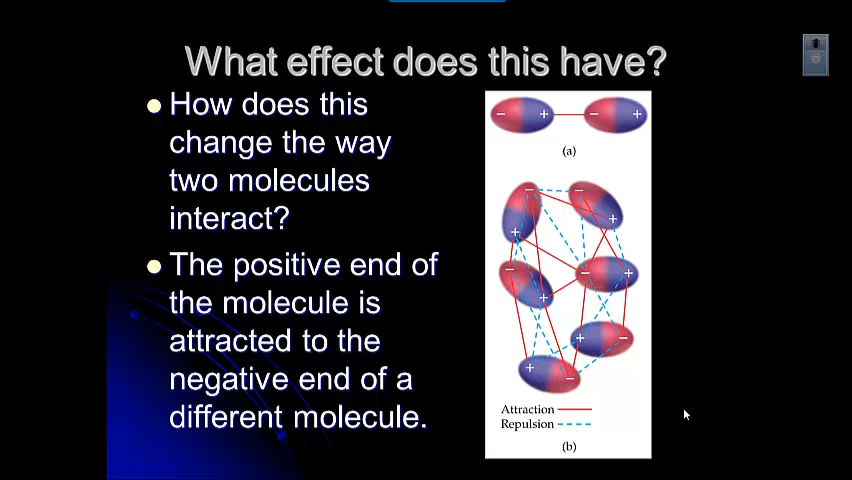 What effect does this have?
How does this
change the way
two molecules
interact?
The positive end of
the molecule is
attracted to the
negative end of a
different molecule.
− + − +
(a)
− −
+ +
− − +
+
+ −
+ −
Attraction
Repulsion
(b)